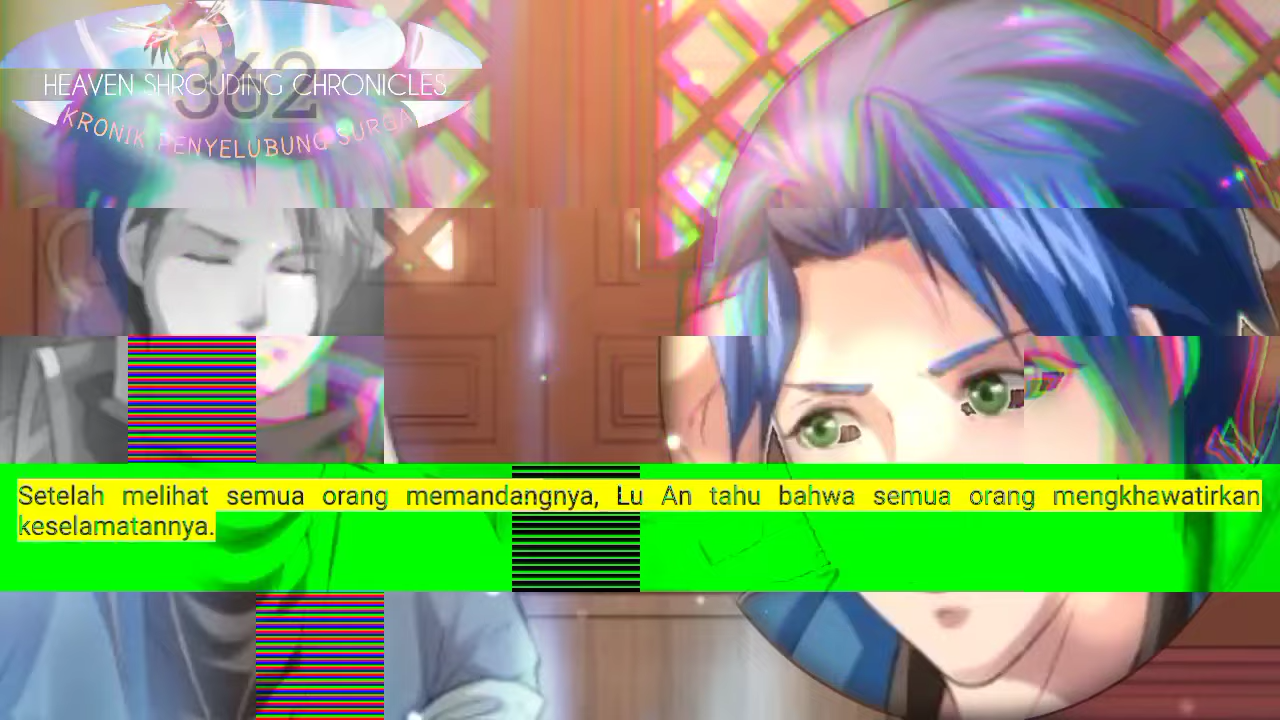 362
HEAVEN SHROUDING CHRONICLES
KRONIK PENYELUBUNG SURGA
Setelah melihat semua orang memandangnya, Lu An tahu bahwa semua orang mengkhawatirkan
keselamatannya.